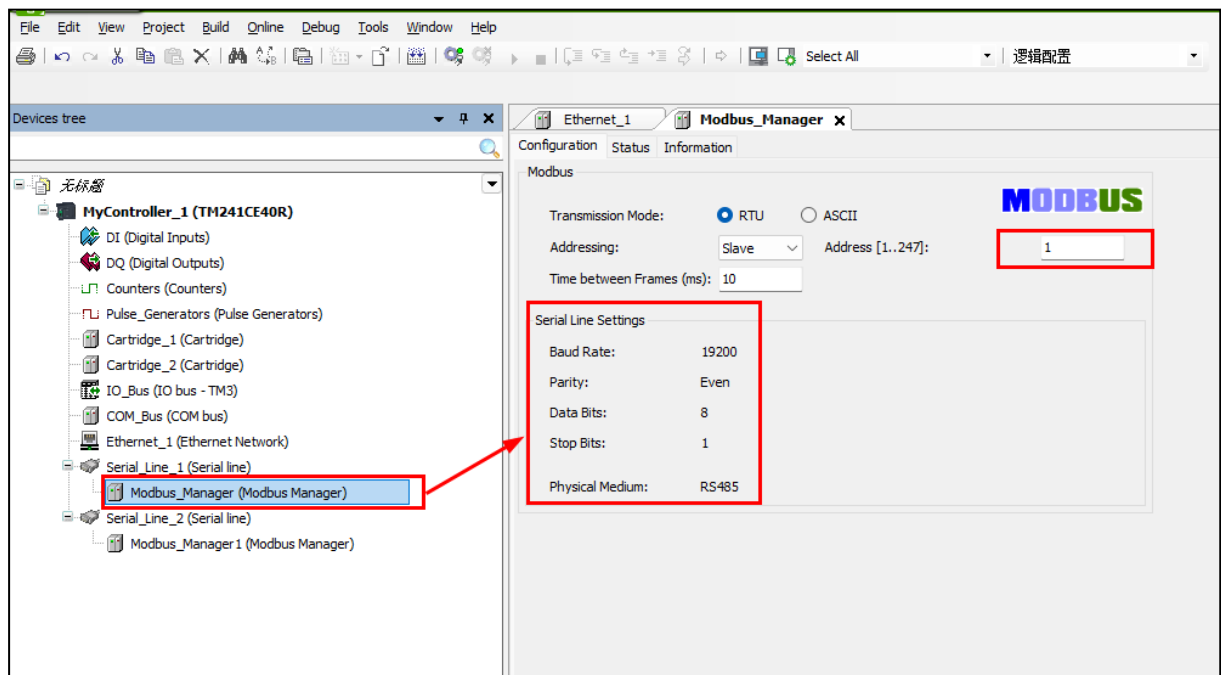 File Edit View Project Build Online Debug Tools Window Help
Select All 逻辑配置
Devices tree
无标题
MyController_1 (TM241CE40R)
DI (Digital Inputs)
DQ (Digital Outputs)
Counters (Counters)
Pulse_Generators (Pulse Generators)
Cartridge_1 (Cartridge)
Cartridge_2 (Cartridge)
IO_Bus (IO bus - TM3)
COM_Bus (COM bus)
Ethernet_1 (Ethernet Network)
Serial_Line_1 (Serial line)
Modbus_Manager (Modbus Manager)
Serial_Line_2 (Serial line)
Modbus_Manager1 (Modbus Manager)
Ethernet_1 Modbus_Manager
Configuration Status Information
Modbus
MODBUS
Transmission Mode: RTU ASCII
Addressing: Slave Address [1..247]: 1
Time between Frames (ms): 10
Serial Line Settings
Baud Rate: 19200
Parity: Even
Data Bits: 8
Stop Bits: 1
Physical Medium: RS485